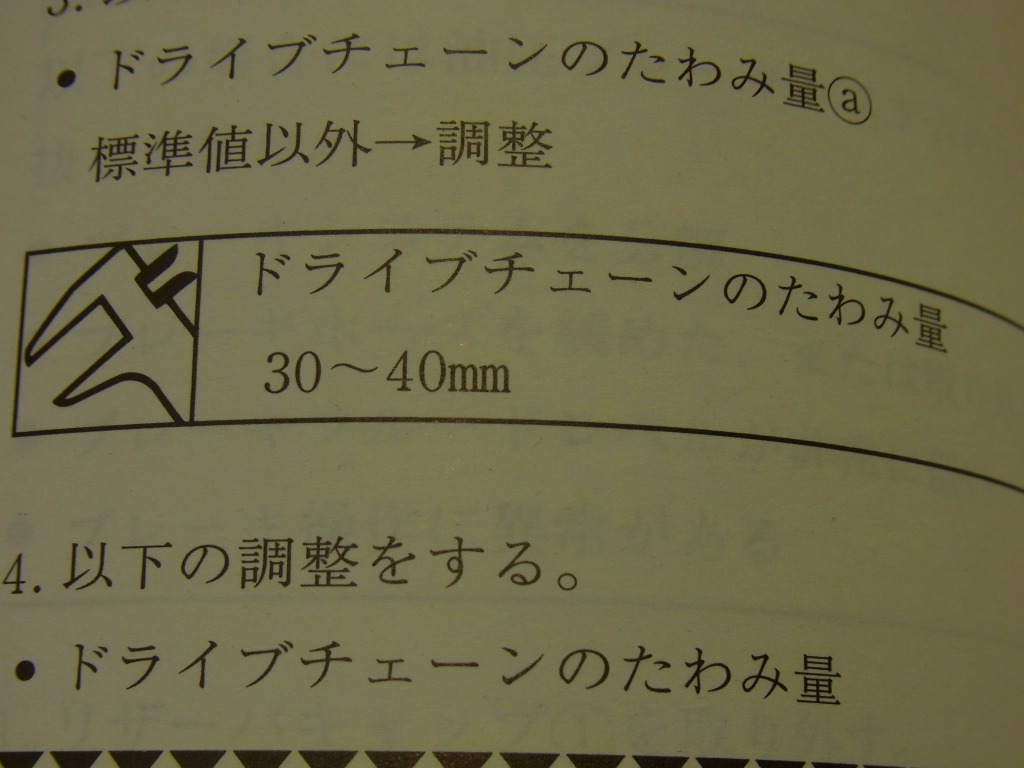 3. 以
• ドライブチェーンのたわみ量ⓐ
標準値以外→調整
ドライブチェーンのたわみ量
30〜40mm
4. 以下の調整をする。
• ドライブチェーンのたわみ量